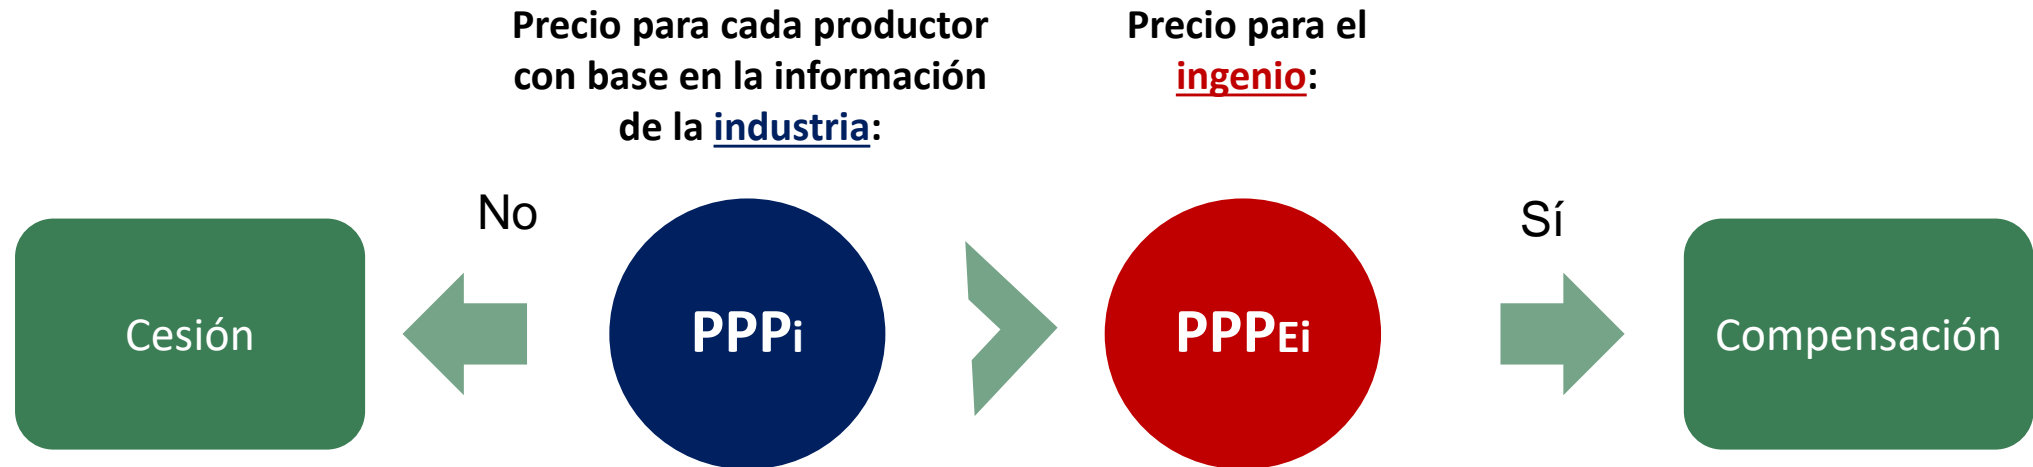 Precio para cada productor
con base en la información
de la industria:
Precio para el
ingenio:
No
Sí
Cesión
PPPi
>
PPPEi
Compensación